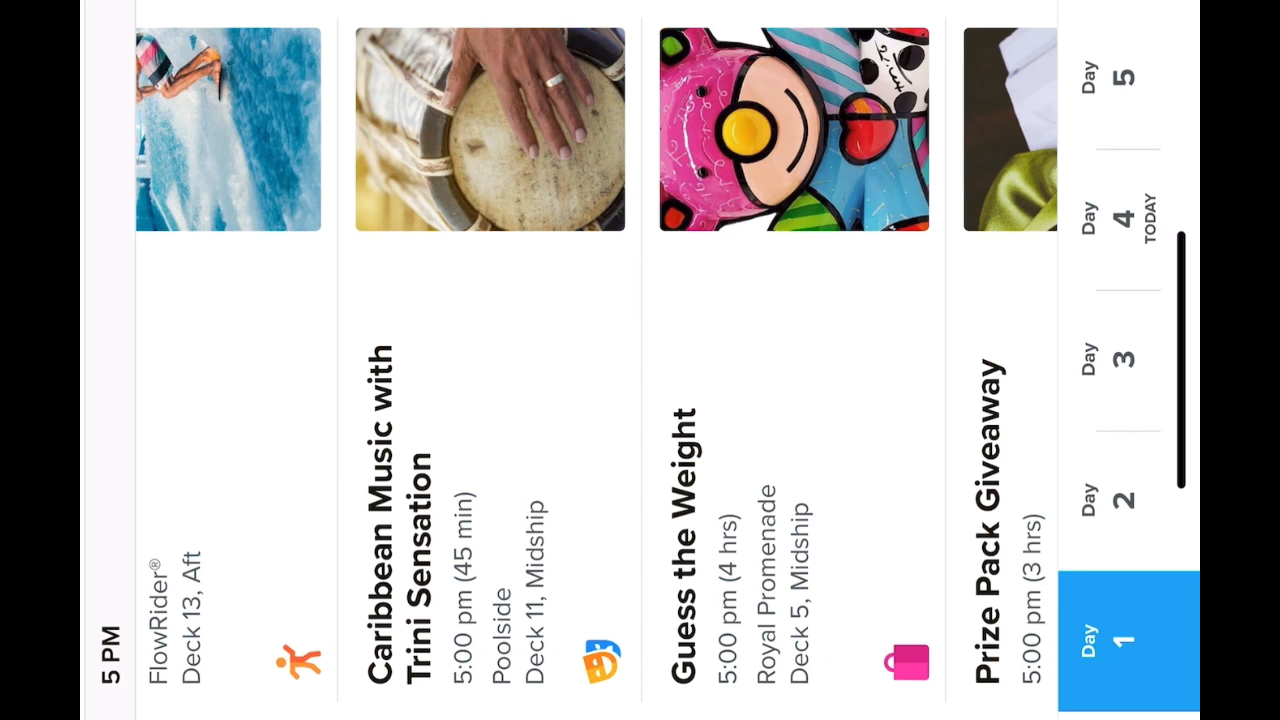 5 PM
FlowRider®
Deck 13, Aft
Caribbean Music with
Trini Sensation
5:00 pm (45 min)
Poolside
Deck 11, Midship
Guess the Weight
5:00 pm (4 hrs)
Royal Promenade
Deck 5, Midship
Prize Pack Giveaway
5:00 pm (3 hrs)
Day
1
Day
2
Day
3
Day
4
TODAY
Day
5